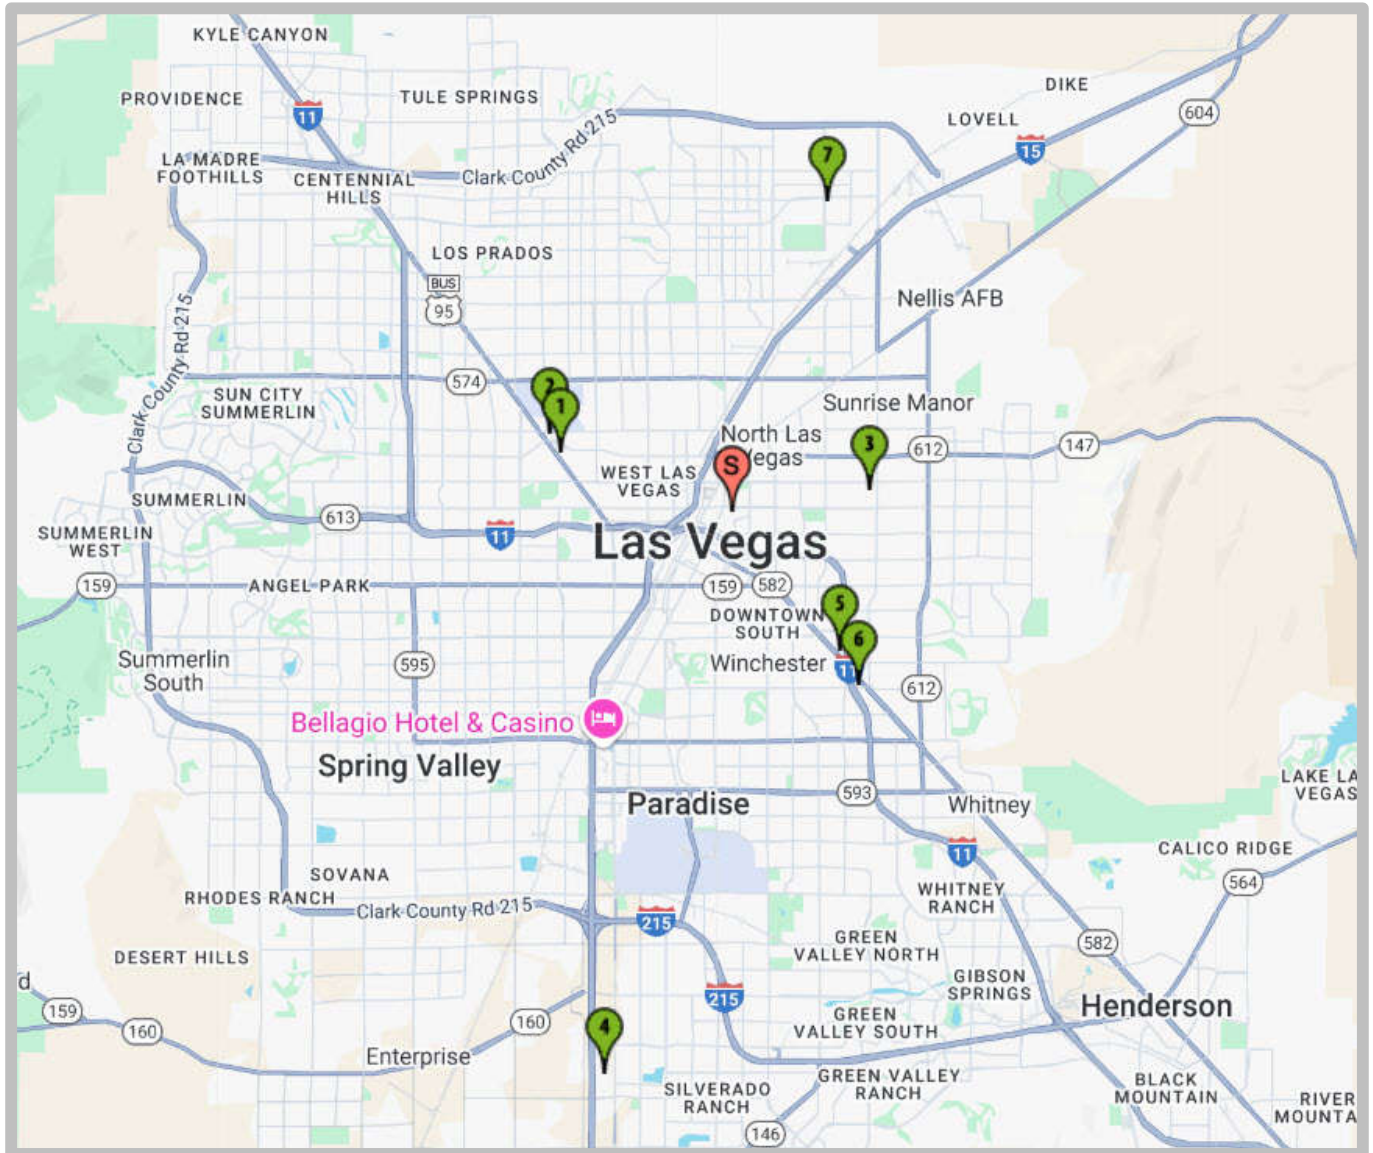 KYLE CANYON
PROVIDENCE
TULE SPRINGS
DIKE
LOVELL
604
11
15
Clark County Rd 215
7
LA MADRE
FOOTHILLS
CENTENNIAL
HILLS
LOS PRADOS
BUS
95
Nellis AFB
Clark County Rd 215
574
2
1
SUN CITY
SUMMERLIN
Sunrise Manor
North Las
Vegas
3
612
147
S
WEST LAS
VEGAS
SUMMERLIN
613
11
SUMMERLIN
WEST
Las Vegas
159
ANGEL PARK
159
582
5
DOWNTOWN
SOUTH
6
Summerlin
South
595
Winchester
11
612
Bellagio Hotel & Casino
Spring Valley
Paradise
593
Whitney
LAKE LA
VEGAS
11
CALICO RIDGE
564
SOVANA
RHODES RANCH
Clark County Rd 215
215
WHITNEY
RANCH
DESERT HILLS
GREEN
VALLEY NORTH
582
d
159
160
160
215
GIBSON
SPRINGS
Henderson
GREEN
VALLEY SOUTH
4
Enterprise
SILVERADO
RANCH
GREEN VALLEY
RANCH
BLACK
MOUNTAIN
RIVER
MOUNTA
146